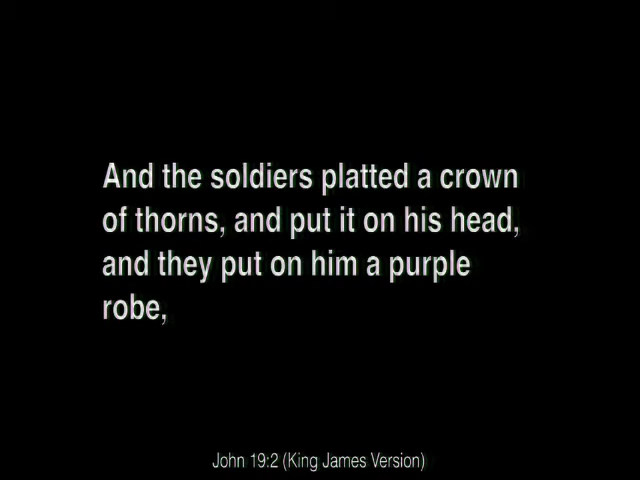 And the soldiers platted a crown
of thorns, and put it on his head,
and they put on him a purple
robe,
John 19:2 (King James Version)